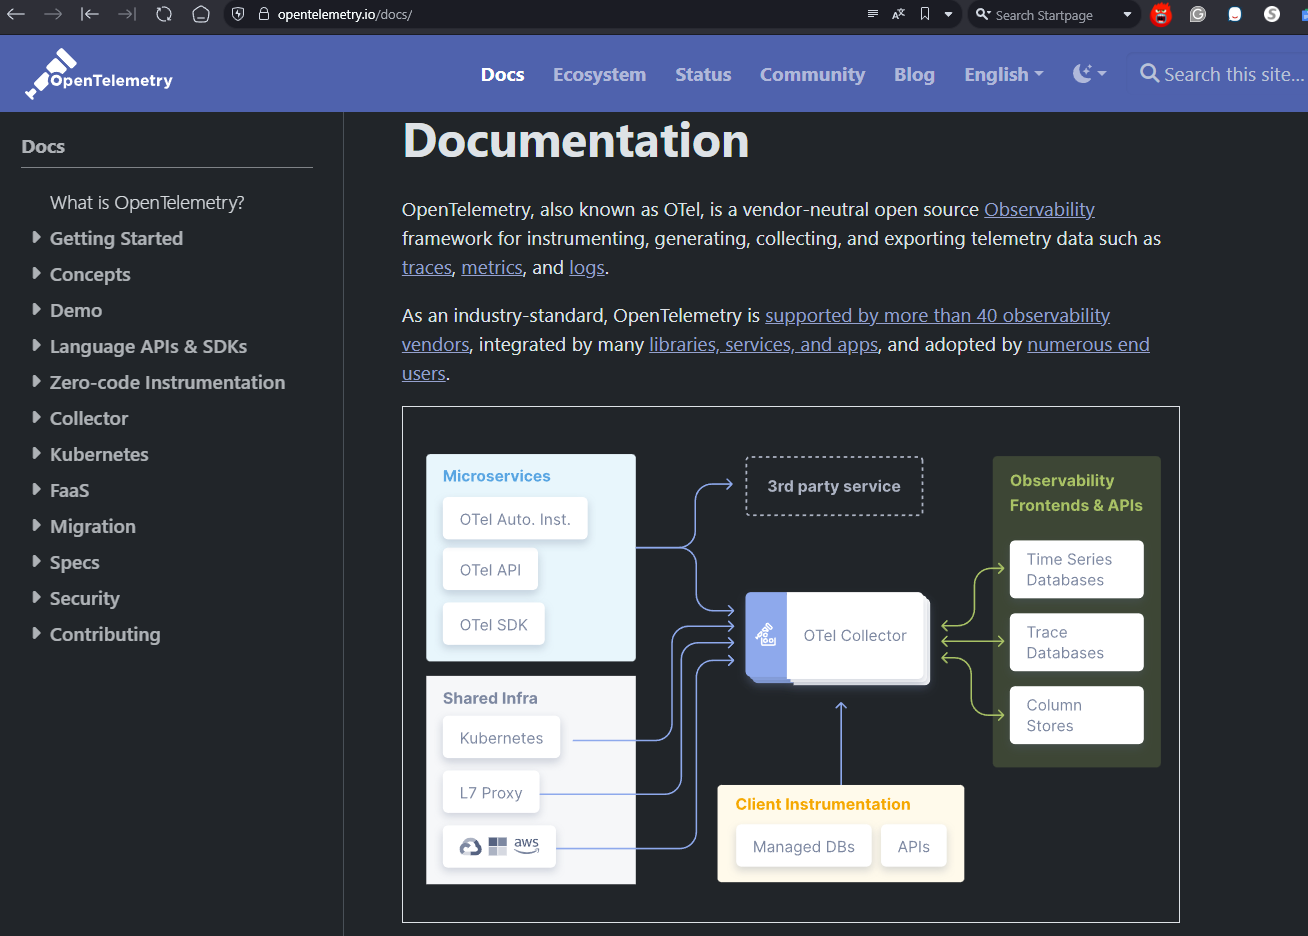 opentelemetry.io/docs/
Search Startpage
OpenTelemetry
Docs
Ecosystem
Status
Community
Blog
English
Search this site...
Docs
What is OpenTelemetry?
Getting Started
Concepts
Demo
Language APIs & SDKs
Zero-code Instrumentation
Collector
Kubernetes
FaaS
Migration
Specs
Security
Contributing
Documentation
OpenTelemetry, also known as OTel, is a vendor-neutral open source Observability
framework for instrumenting, generating, collecting, and exporting telemetry data such as
traces, metrics, and logs.
As an industry-standard, OpenTelemetry is supported by more than 40 observability
vendors, integrated by many libraries, services, and apps, and adopted by numerous end
users.
Microservices
OTel Auto. Inst.
OTel API
OTel SDK
Shared Infra
Kubernetes
L7 Proxy
aws
3rd party service
OTel Collector
Client Instrumentation
Managed DBs
APIs
Observability
Frontends & APIs
Time Series
Databases
Trace
Databases
Column
Stores